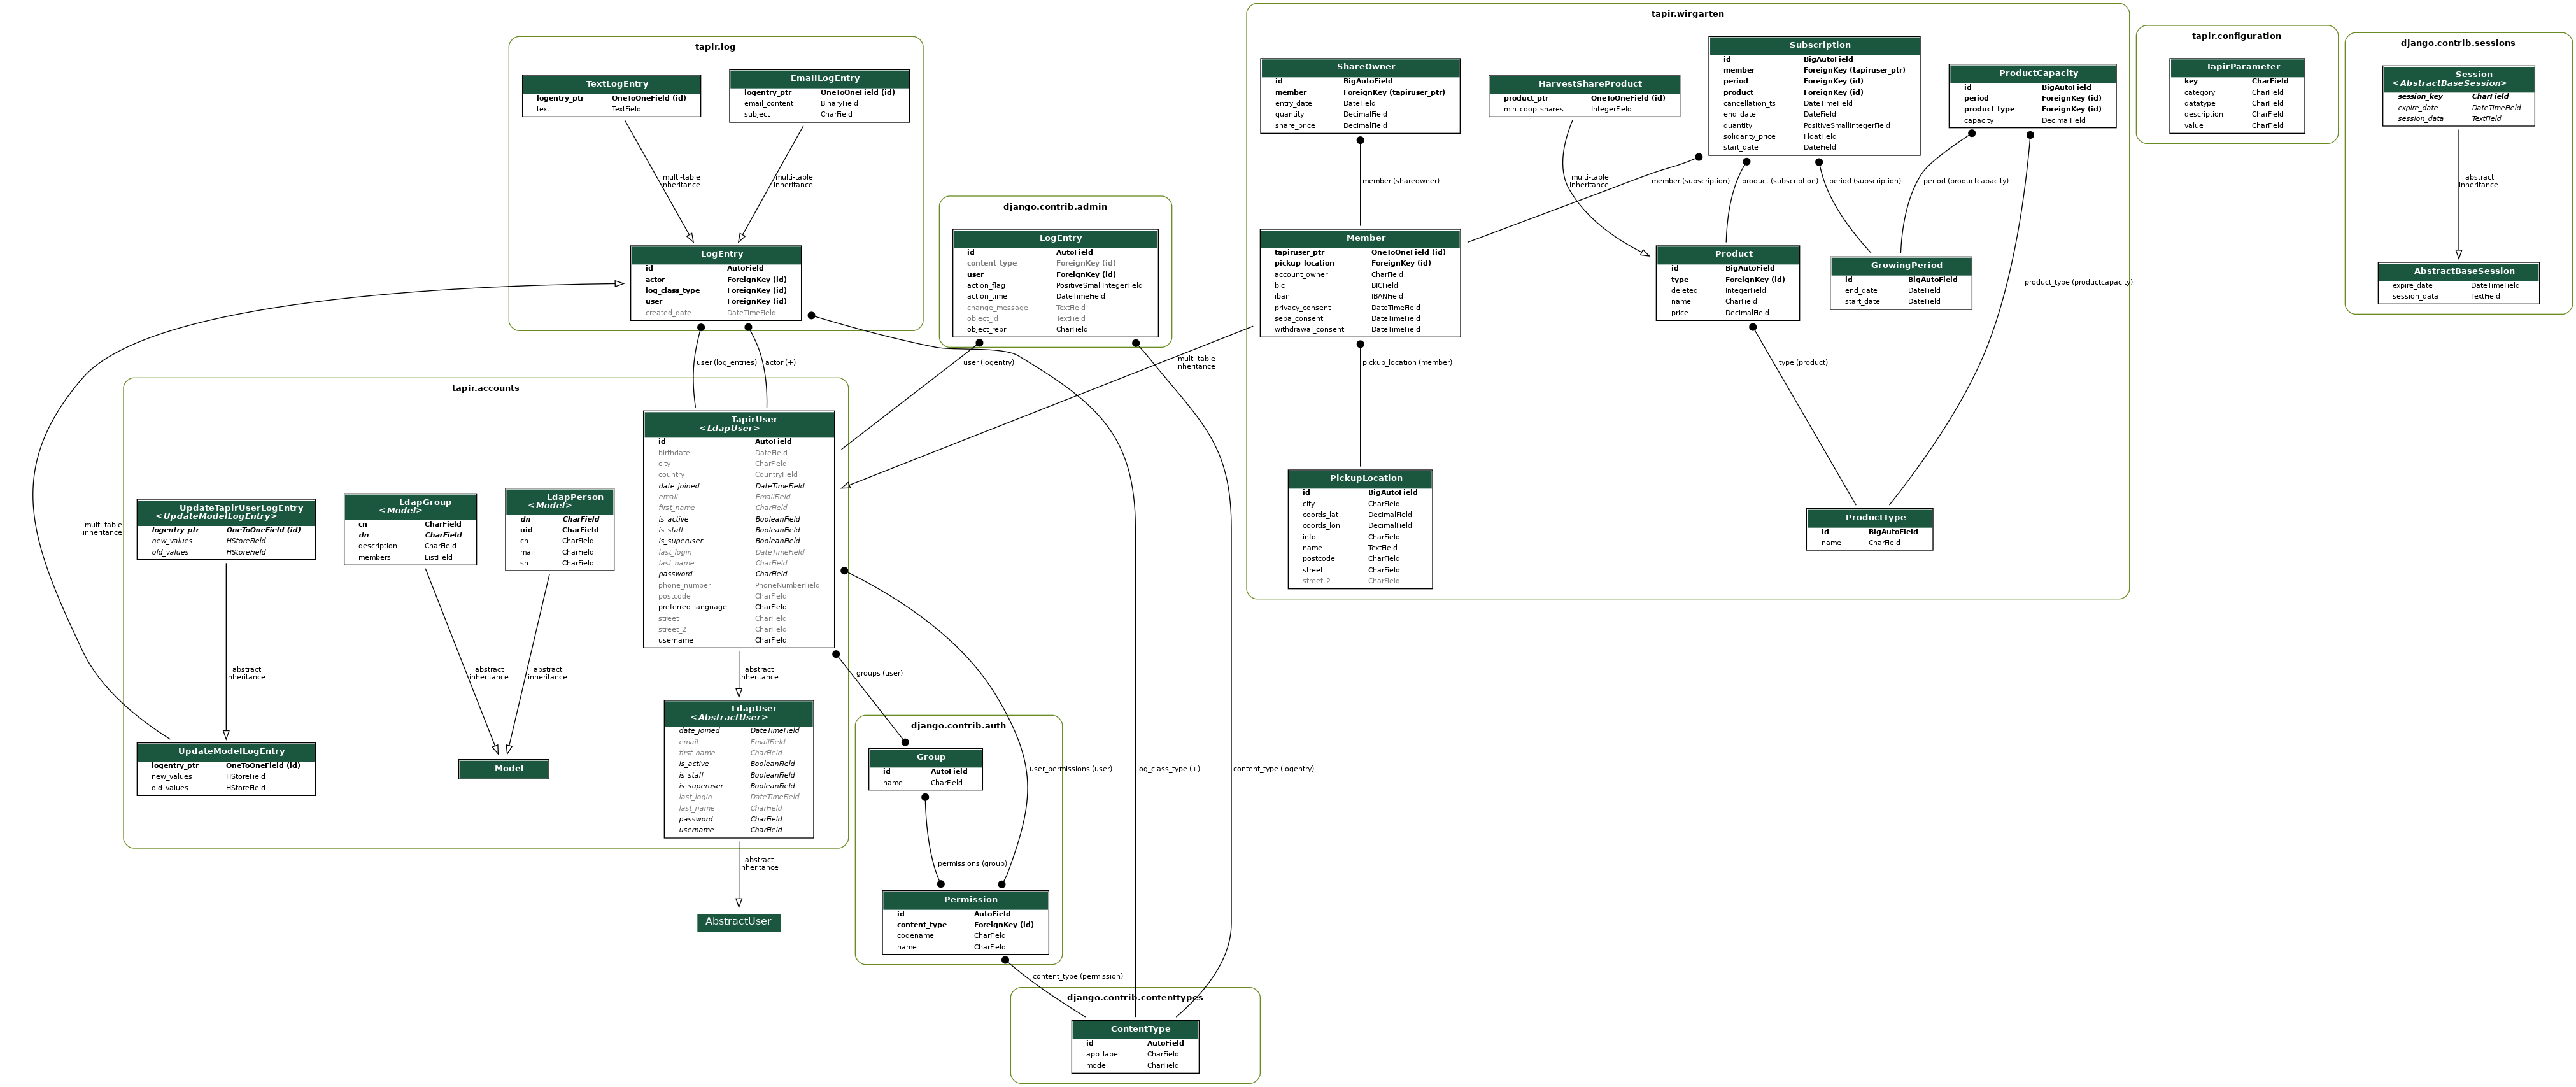 tapir.log
TextLogEntry
logentry_ptr OneToOneField (id)
text TextField
EmailLogEntry
logentry_ptr OneToOneField (id)
email_content BinaryField
subject CharField
multi-table
inheritance
multi-table
inheritance
LogEntry
id AutoField
actor ForeignKey (id)
log_class_type ForeignKey (id)
user ForeignKey (id)
created_date DateTimeField
user (log_entries)
actor (+)
django.contrib.admin
LogEntry
id AutoField
content_type ForeignKey (id)
user ForeignKey (id)
action_flag PositiveSmallIntegerField
action_time DateTimeField
change_message TextField
object_id TextField
object_repr CharField
user (logentry)
multi-table
inheritance
tapir.wirgarten
ShareOwner
id BigAutoField
member ForeignKey (tapiruser_ptr)
entry_date DateField
quantity DecimalField
share_price DecimalField
HarvestShareProduct
product_ptr OneToOneField (id)
min_coop_shares IntegerField
Subscription
id BigAutoField
member ForeignKey (tapiruser_ptr)
period ForeignKey (id)
product ForeignKey (id)
cancellation_ts DateTimeField
end_date DateField
quantity PositiveSmallIntegerField
solidarity_price FloatField
start_date DateField
ProductCapacity
id BigAutoField
period ForeignKey (id)
product_type ForeignKey (id)
capacity DecimalField
member (shareowner)
multi-table
inheritance
member (subscription)
product (subscription)
period (subscription)
period (productcapacity)
Member
tapiruser_ptr OneToOneField (id)
pickup_location ForeignKey (id)
account_owner CharField
bic BICField
iban IBANField
privacy_consent DateTimeField
sepa_consent DateTimeField
withdrawal_consent DateTimeField
Product
id BigAutoField
type ForeignKey (id)
deleted IntegerField
name CharField
price DecimalField
GrowingPeriod
id BigAutoField
end_date DateField
start_date DateField
product_type (productcapacity)
pickup_location (member)
type (product)
PickupLocation
id BigAutoField
city CharField
coords_lat DecimalField
coords_lon DecimalField
info CharField
name TextField
postcode CharField
street CharField
street_2 CharField
ProductType
id BigAutoField
name CharField
tapir.configuration
TapirParameter
key CharField
category CharField
datatype CharField
description CharField
value CharField
django.contrib.sessions
Session
<AbstractBaseSession>
session_key CharField
expire_date DateTimeField
session_data TextField
abstract
inheritance
AbstractBaseSession
expire_date DateTimeField
session_data TextField
tapir.accounts
multi-table
inheritance
UpdateTapirUserLogEntry
<UpdateModelLogEntry>
logentry_ptr OneToOneField (id)
new_values HStoreField
old_values HStoreField
LdapGroup
<Model>
cn CharField
dn CharField
description CharField
members ListField
LdapPerson
<Model>
dn CharField
uid CharField
cn CharField
mail CharField
sn CharField
TapirUser
<LdapUser>
id AutoField
birthdate DateField
city CharField
country CountryField
date_joined DateTimeField
email EmailField
first_name CharField
is_active BooleanField
is_staff BooleanField
is_superuser BooleanField
last_login DateTimeField
last_name CharField
password CharField
phone_number PhoneNumberField
postcode CharField
preferred_language CharField
street CharField
street_2 CharField
username CharField
abstract
inheritance
abstract
inheritance
abstract
inheritance
abstract
inheritance
groups (user)
UpdateModelLogEntry
logentry_ptr OneToOneField (id)
new_values HStoreField
old_values HStoreField
Model
LdapUser
<AbstractUser>
date_joined DateTimeField
email EmailField
first_name CharField
is_active BooleanField
is_staff BooleanField
is_superuser BooleanField
last_login DateTimeField
last_name CharField
password CharField
username CharField
abstract
inheritance
AbstractUser
django.contrib.auth
Group
id AutoField
name CharField
user_permissions (user)
log_class_type (+)
content_type (logentry)
permissions (group)
Permission
id AutoField
content_type ForeignKey (id)
codename CharField
name CharField
content_type (permission)
django.contrib.contenttypes
ContentType
id AutoField
app_label CharField
model CharField